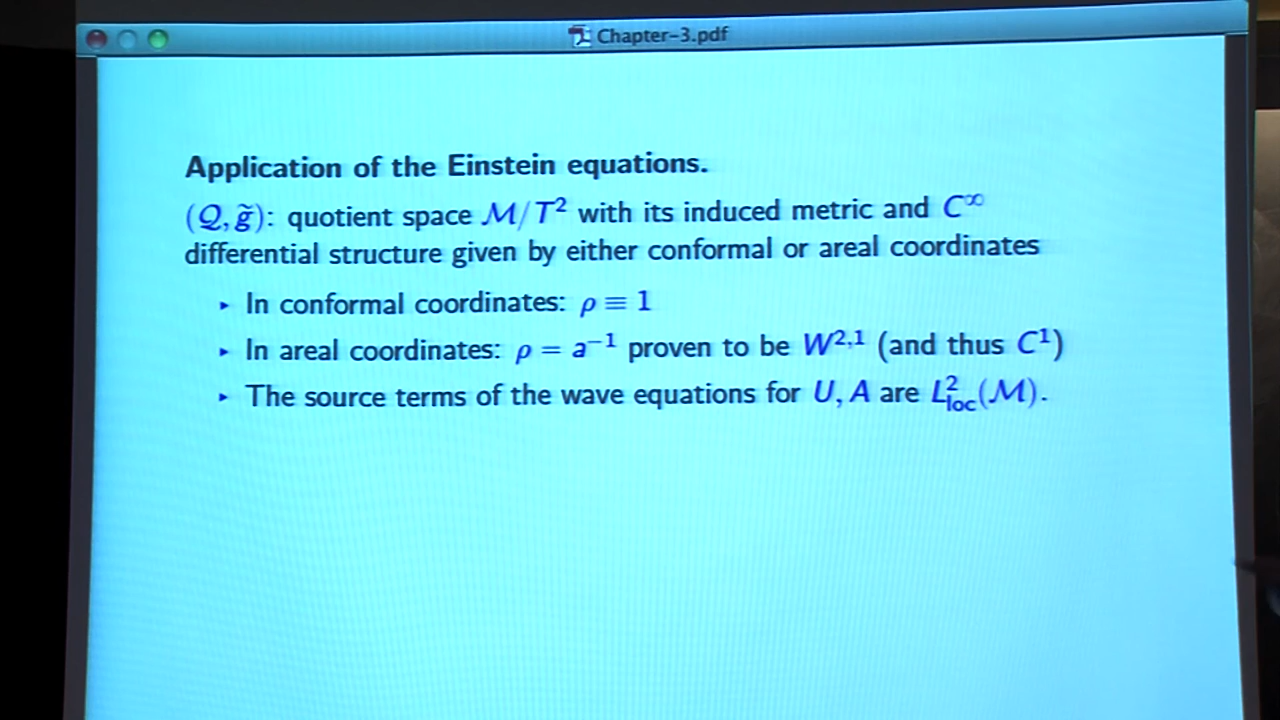 Chapter-3.pdf
Application of the Einstein equations.
(Q, g̃): quotient space M/T² with its induced metric and C^∞
differential structure given by either conformal or areal coordinates
▸ In conformal coordinates: ρ ≡ 1
▸ In areal coordinates: ρ = a⁻¹ proven to be W^{2,1} (and thus C¹)
▸ The source terms of the wave equations for U, A are L²_loc(M).